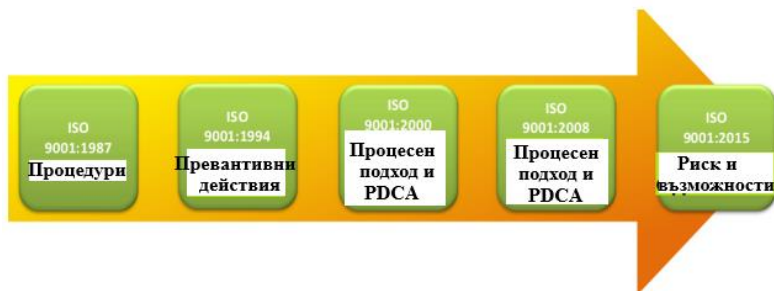 ISO
9001:1987
Процедури
ISO
9001:1994
Превантивни
действия
ISO
9001:2000
Процесен
подход и
PDCA
ISO
9001:2008
Процесен
подход и
PDCA
ISO
9001:2015
Риск и
възможности